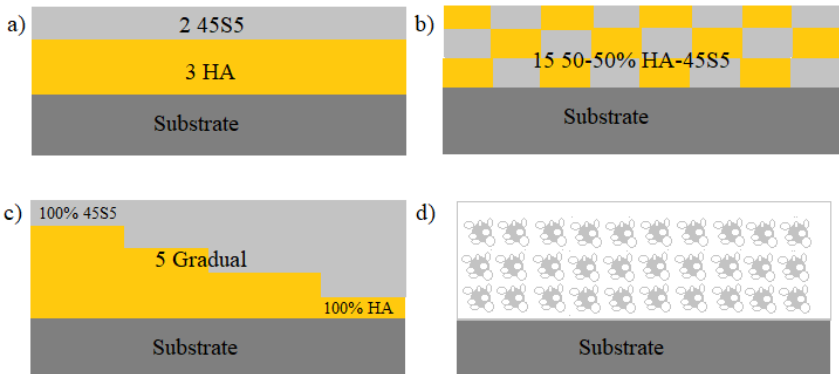 a)
2 45S5
3 HA
Substrate
b)
15 50-50% HA-45S5
Substrate
c)
100% 45S5
5 Gradual
100% HA
Substrate
d)
Substrate